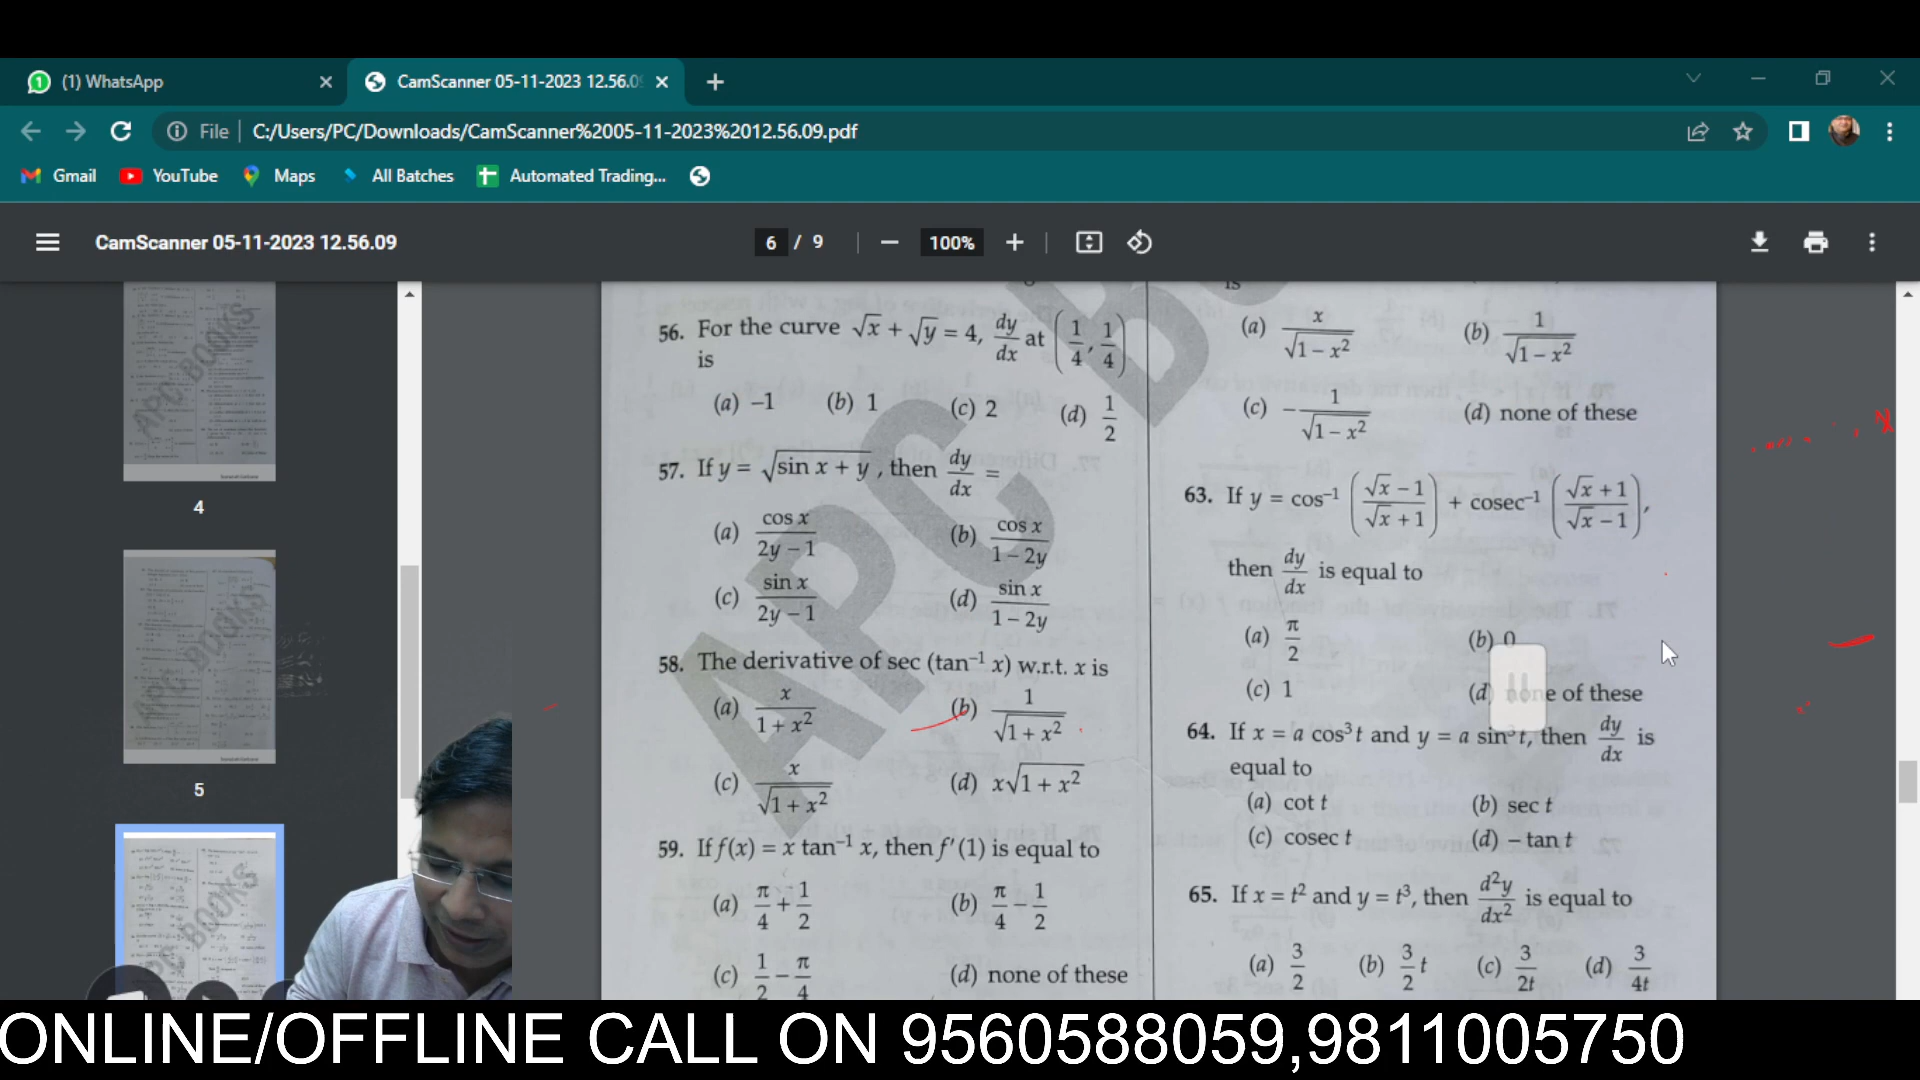 (1) WhatsApp
CamScanner 05-11-2023 12.56.0
File C:/Users/PC/Downloads/CamScanner%2005-11-2023%2012.56.09.pdf
Gmail YouTube Maps All Batches Automated Trading...
CamScanner 05-11-2023 12.56.09 6 / 9 100%
4
5
APC BOOKS
56. For the curve √x + √y = 4, dy/dx at (1/4, 1/4)
is
(a) –1 (b) 1 (c) 2 (d) 1/2
57. If y = √(sin x + y), then dy/dx =
(a) cos x/(2y – 1) (b) cos x/(1 – 2y)
(c) sin x/(2y – 1) (d) sin x/(1 – 2y)
58. The derivative of sec (tan⁻¹ x) w.r.t. x is
(a) x/(1 + x²) (b) 1/√(1 + x²)
(c) x/√(1 + x²) (d) x√(1 + x²)
59. If f(x) = x tan⁻¹ x, then f′(1) is equal to
(a) π/4 + 1/2 (b) π/4 – 1/2
(c) 1/2 – π/4 (d) none of these
is
(a) x/√(1 – x²) (b) 1/√(1 – x²)
(c) – 1/√(1 – x²) (d) none of these
63. If y = cos⁻¹ ((√x – 1)/(√x + 1)) + cosec⁻¹ ((√x + 1)/(√x – 1)),
then dy/dx is equal to
(a) π/2 (b) 0
(c) 1 (d) none of these
64. If x = a cos³t and y = a sin³t, then dy/dx is
equal to
(a) cot t (b) sec t
(c) cosec t (d) – tan t
65. If x = t² and y = t³, then d²y/dx² is equal to
(a) 3/2 (b) 3/2 t (c) 3/2t (d) 3/4t
ONLINE/OFFLINE CALL ON 9560588059,9811005750